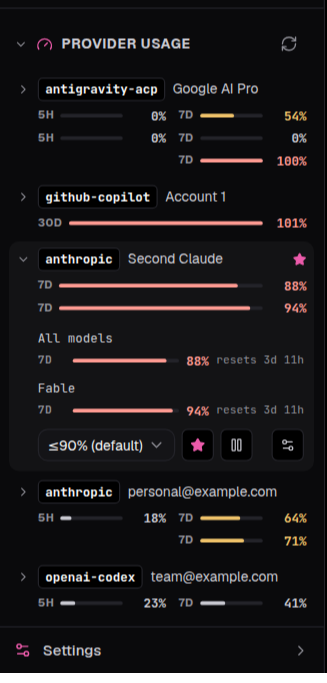 PROVIDER USAGE
antigravity-acp Google AI Pro
5H 0% 7D 54%
5H 0% 7D 0%
7D 100%
github-copilot Account 1
30D 101%
anthropic Second Claude
7D 88%
7D 94%
All models
7D 88% resets 3d 11h
Fable
7D 94% resets 3d 11h
≤90% (default)
anthropic personal@example.com
5H 18% 7D 64%
7D 71%
openai-codex team@example.com
5H 23% 7D 41%
Settings